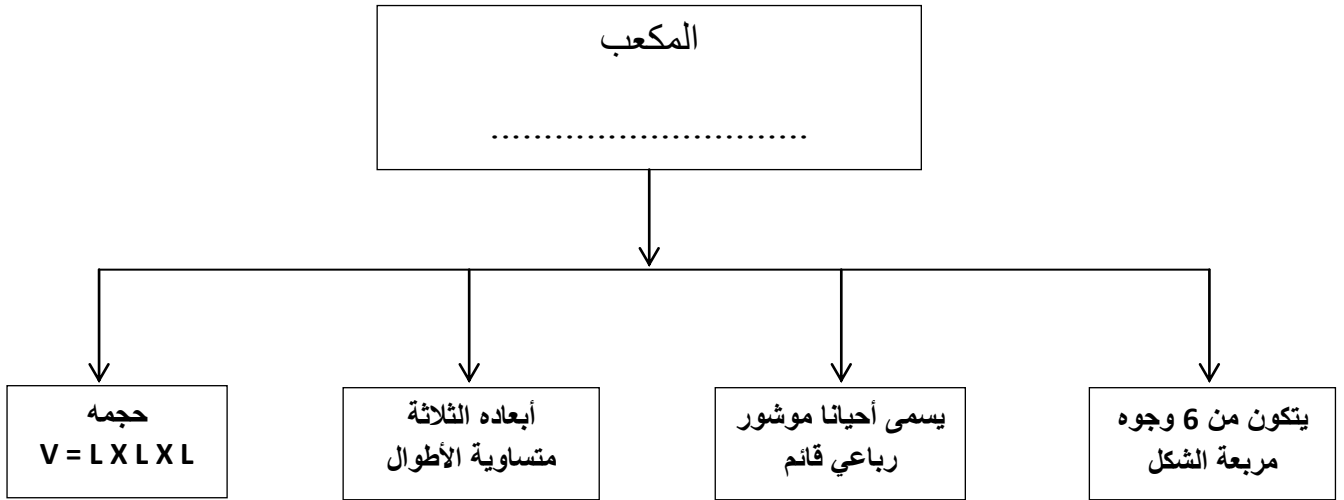 المكعب
..............................
يتكون من 6 وجوه
مربعة الشكل
يسمى أحيانا موشور
رباعي قائم
أبعاده الثلاثة
متساوية الأطوال
حجمه
V = L X L X L